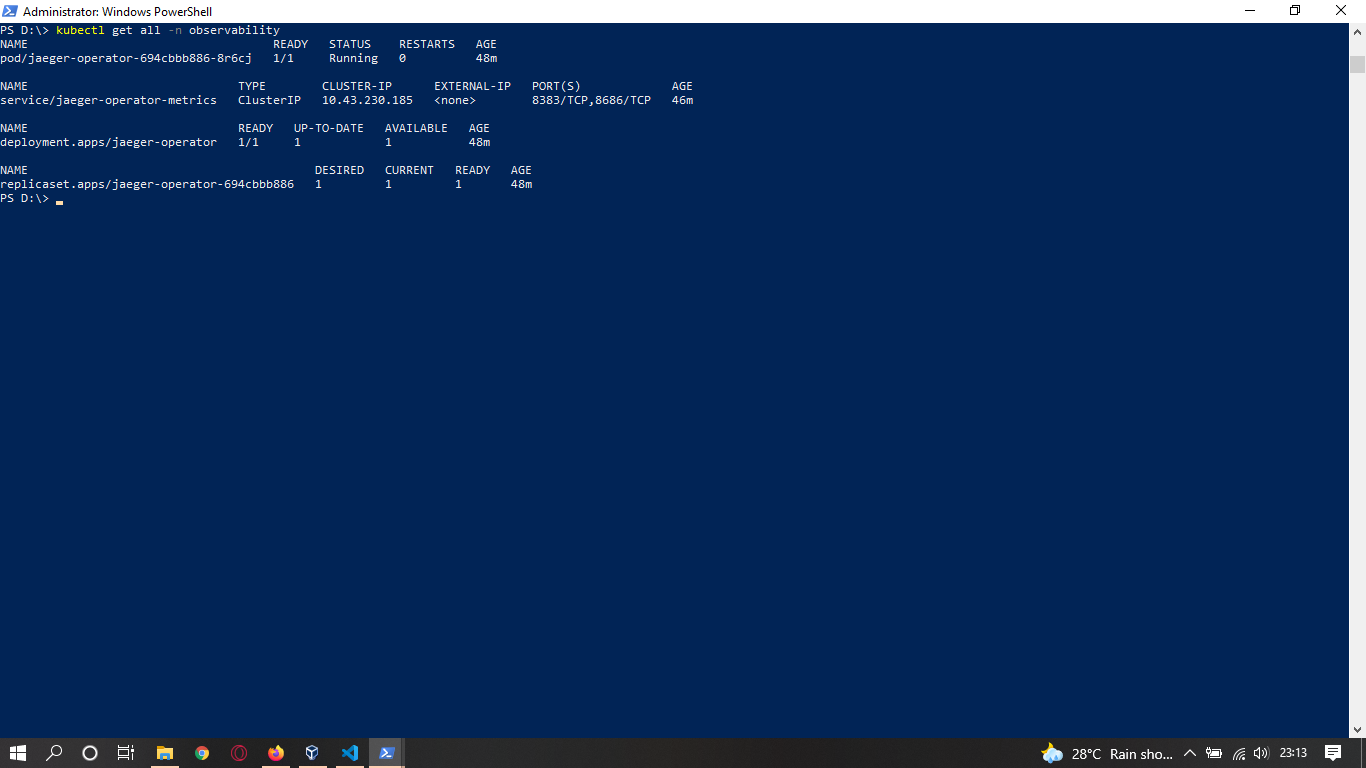 Administrator: Windows PowerShell
PS D:\> kubectl get all -n observability
NAME                                   READY   STATUS    RESTARTS   AGE
pod/jaeger-operator-694cbbb886-8r6cj   1/1     Running   0          48m
NAME                              TYPE        CLUSTER-IP      EXTERNAL-IP   PORT(S)             AGE
service/jaeger-operator-metrics   ClusterIP   10.43.230.185   <none>        8383/TCP,8686/TCP   46m
NAME                              READY   UP-TO-DATE   AVAILABLE   AGE
deployment.apps/jaeger-operator   1/1     1            1           48m
NAME                                         DESIRED   CURRENT   READY   AGE
replicaset.apps/jaeger-operator-694cbbb886   1         1         1       48m
PS D:\>
28°C Rain sho... 23:13